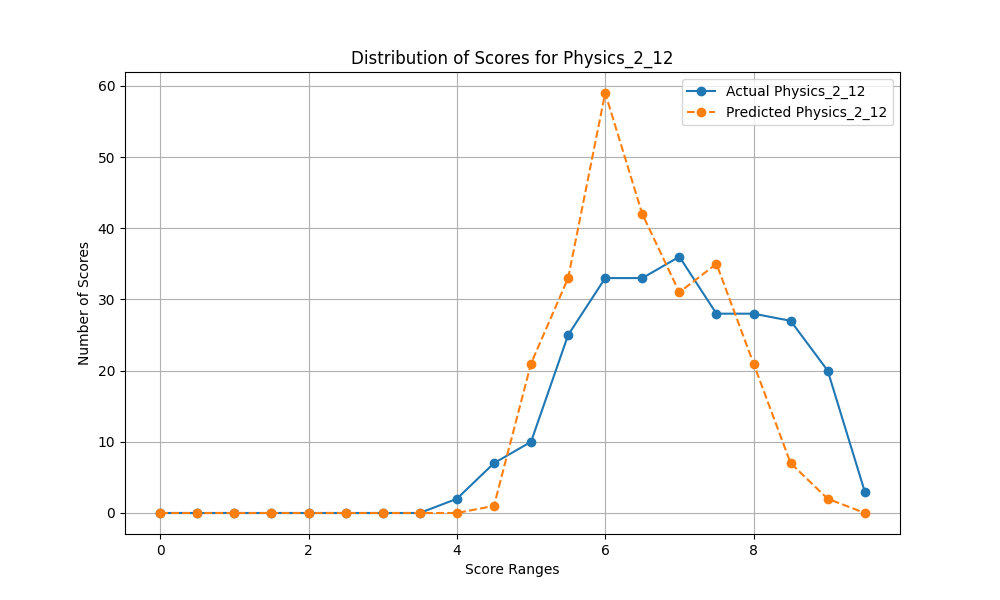 Distribution of Scores for Physics_2_12
Actual Physics_2_12
Predicted Physics_2_12
60
50
40
30
20
10
0
Number of Scores
0 2 4 6 8
Score Ranges